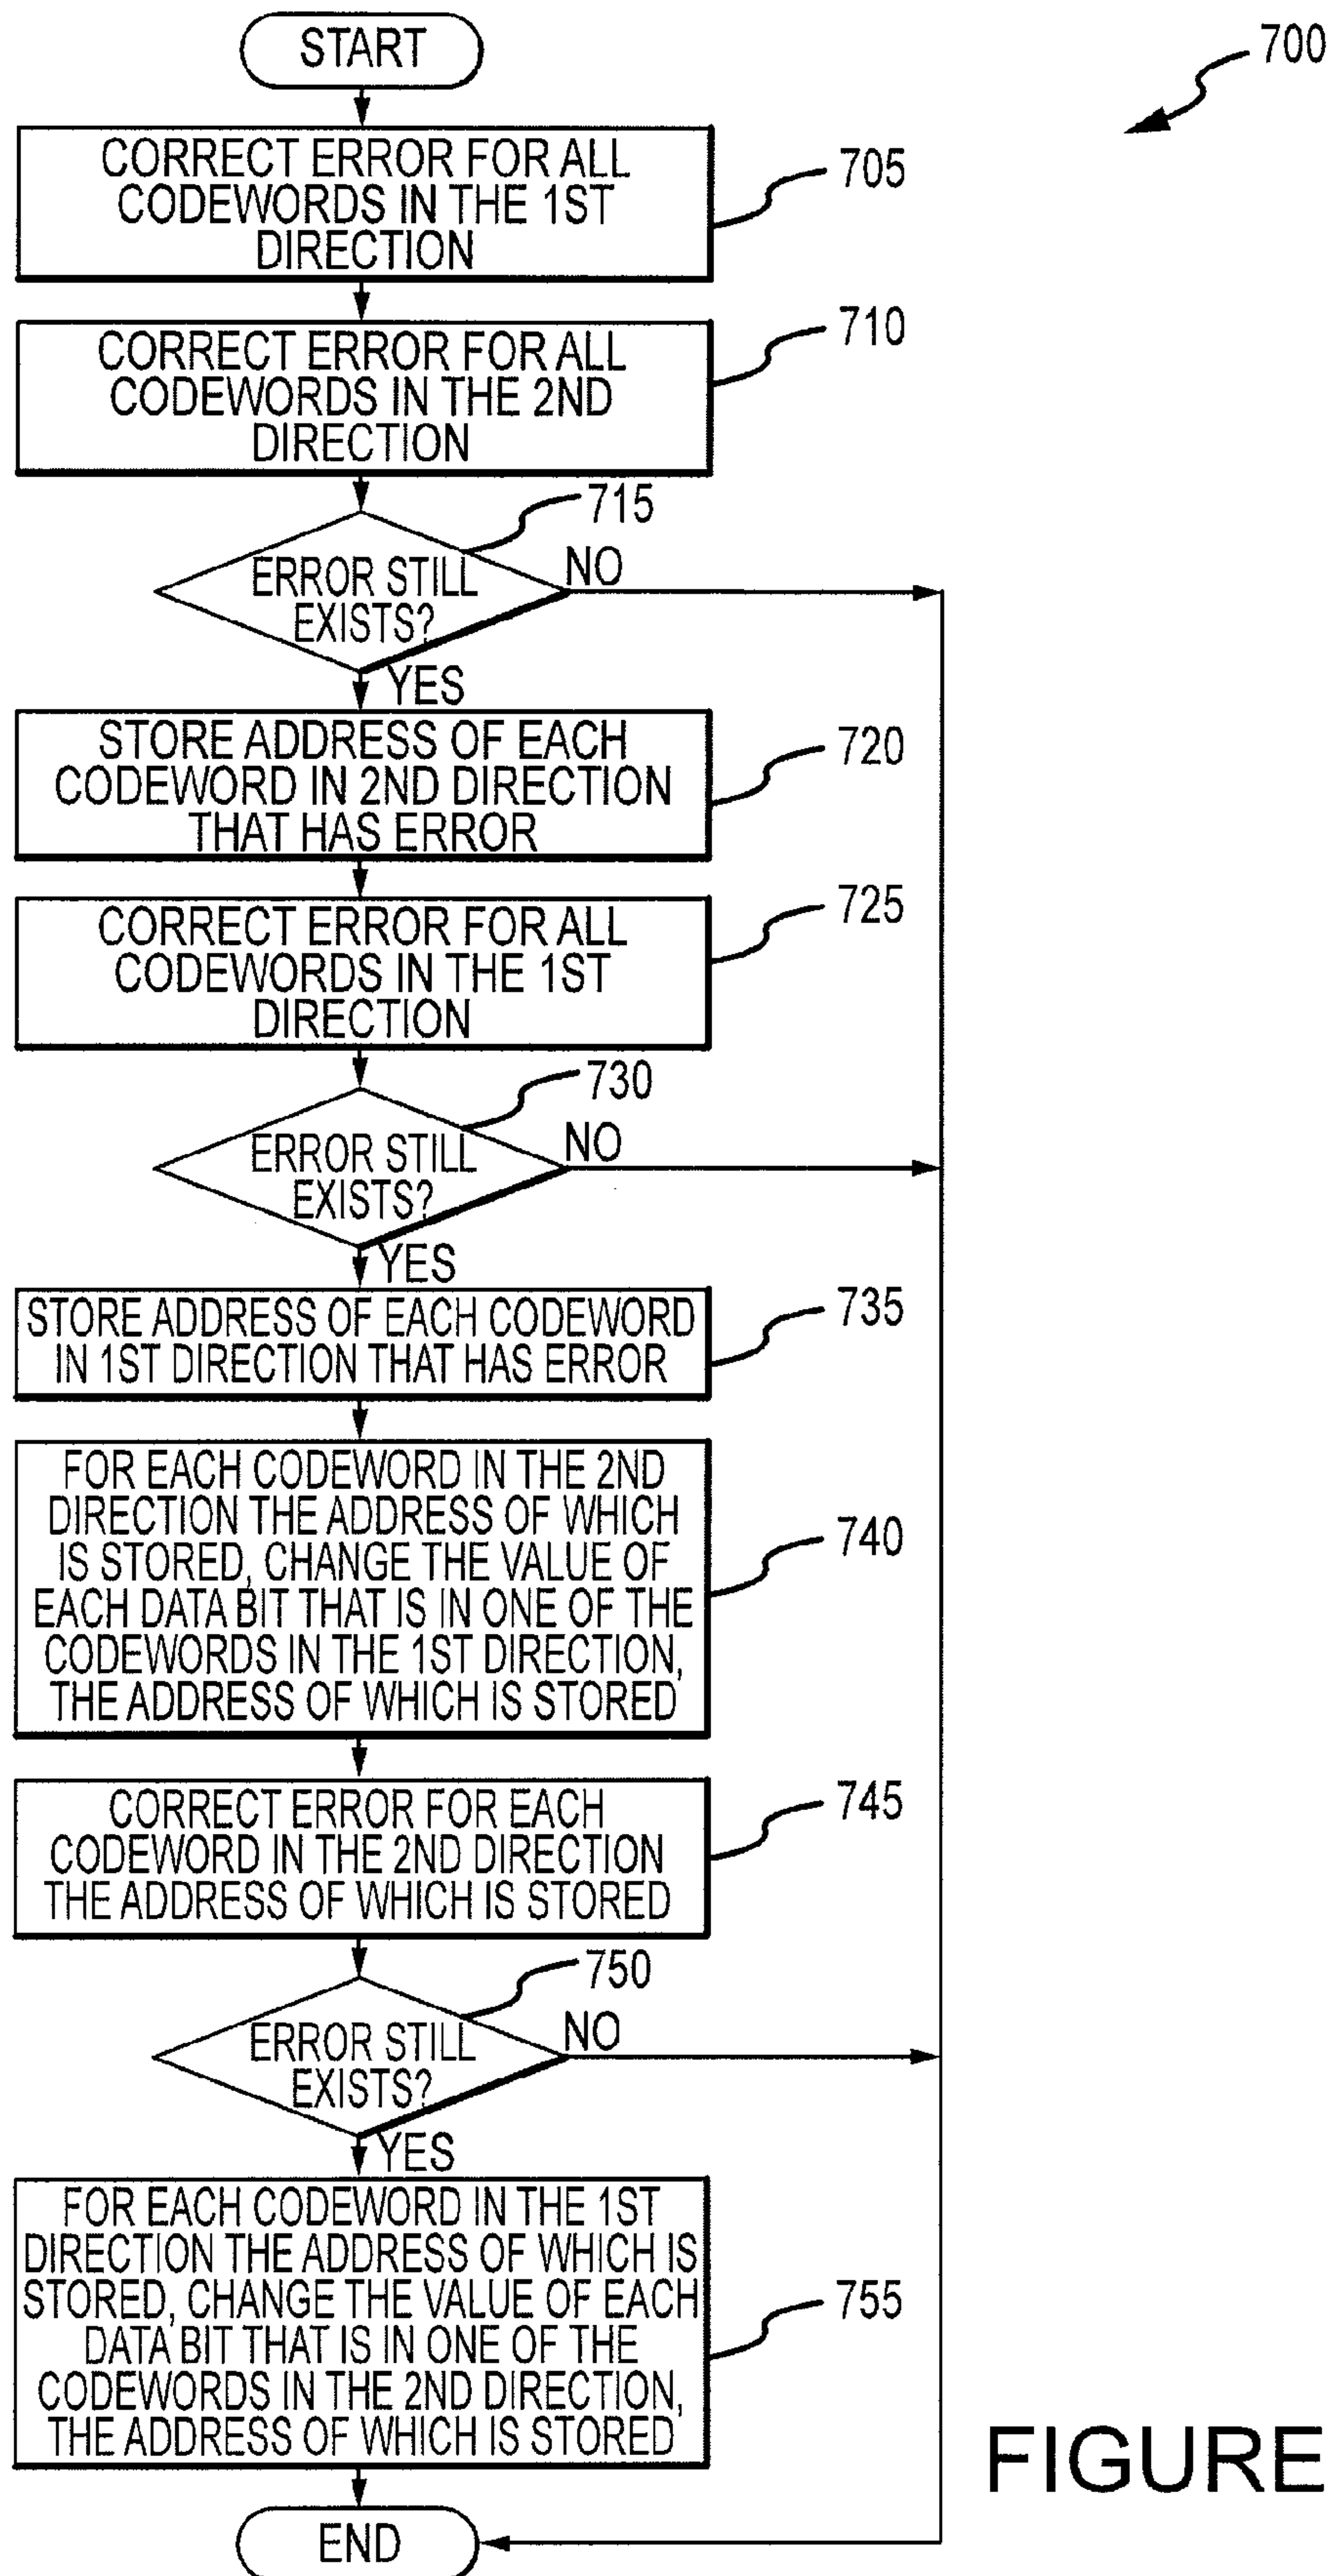 START
700
CORRECT ERROR FOR ALL
CODEWORDS IN THE 1ST
DIRECTION
705
CORRECT ERROR FOR ALL
CODEWORDS IN THE 2ND
DIRECTION
710
715
ERROR STILL
EXISTS?
NO
YES
STORE ADDRESS OF EACH
CODEWORD IN 2ND DIRECTION
THAT HAS ERROR
720
CORRECT ERROR FOR ALL
CODEWORDS IN THE 1ST
DIRECTION
725
730
ERROR STILL
EXISTS?
NO
YES
STORE ADDRESS OF EACH CODEWORD
IN 1ST DIRECTION THAT HAS ERROR
735
FOR EACH CODEWORD IN THE 2ND
DIRECTION THE ADDRESS OF WHICH
IS STORED, CHANGE THE VALUE OF
EACH DATA BIT THAT IS IN ONE OF THE
CODEWORDS IN THE 1ST DIRECTION,
THE ADDRESS OF WHICH IS STORED
740
CORRECT ERROR FOR EACH
CODEWORD IN THE 2ND DIRECTION
THE ADDRESS OF WHICH IS STORED
745
750
ERROR STILL
EXISTS?
NO
YES
FOR EACH CODEWORD IN THE 1ST
DIRECTION THE ADDRESS OF WHICH IS
STORED, CHANGE THE VALUE OF EACH
DATA BIT THAT IS IN ONE OF THE
CODEWORDS IN THE 2ND DIRECTION,
THE ADDRESS OF WHICH IS STORED
755
END
FIGURE